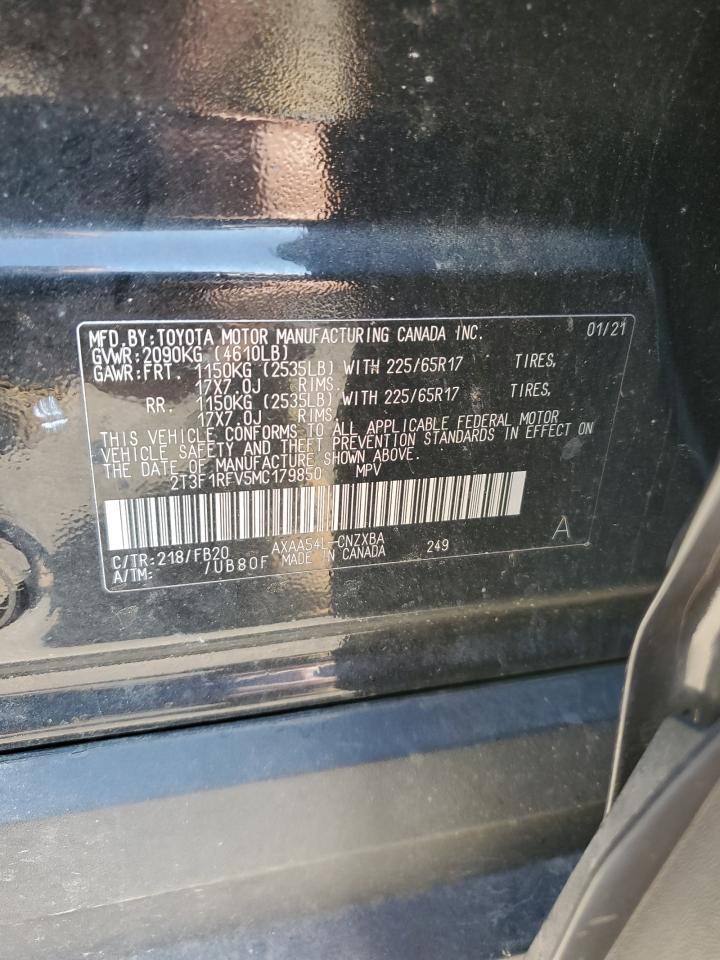 MFD.BY:TOYOTA MOTOR MANUFACTURING CANADA INC. 01/21
GVWR:2090KG (4610LB)
GAWR:FRT. 1150KG (2535LB) WITH 225/65R17 TIRES,
17X7.0J RIMS.
RR. 1150KG (2535LB) WITH 225/65R17 TIRES,
17X7.0J RIMS.
THIS VEHICLE CONFORMS TO ALL APPLICABLE FEDERAL MOTOR
VEHICLE SAFETY AND THEFT PREVENTION STANDARDS IN EFFECT ON
THE DATE OF MANUFACTURE SHOWN ABOVE.
2T3F1RFV5MC179850 MPV
C/TR:218/FB20 AXAA54L-CNZXBA 249 A
A/TM: /UB80F MADE IN CANADA